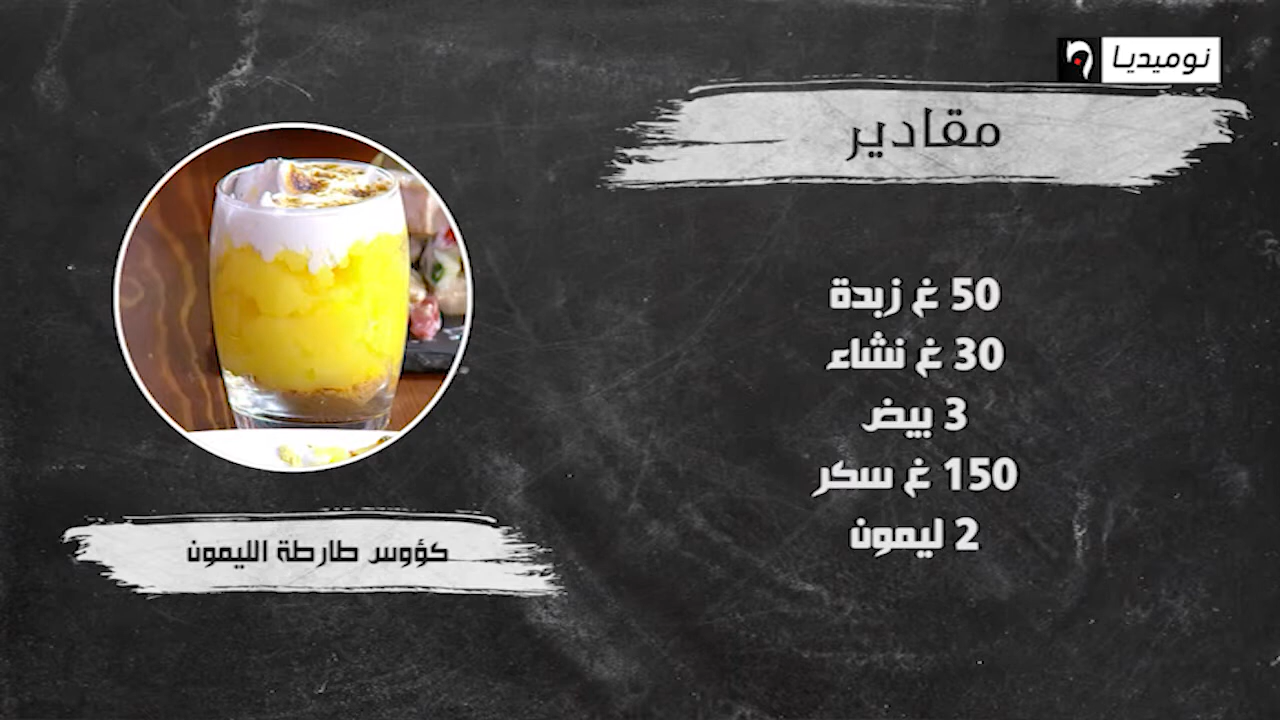 نوميديا
مقادير
50 غ زبدة
30 غ نشاء
3 بيض
150 غ سكر
2 ليمون
كؤوس طارطة الليمون